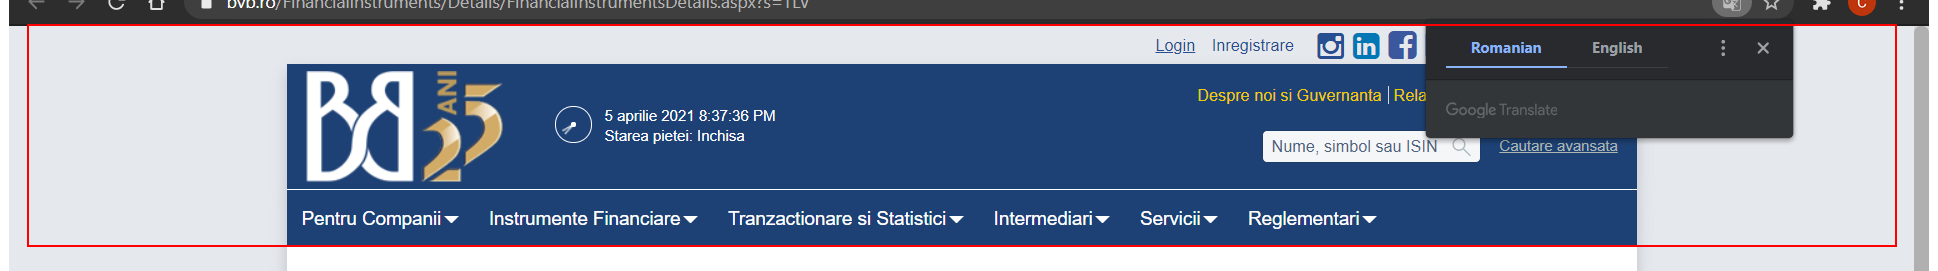 bvb.ro/FinancialInstruments/Details/FinancialInstrumentsDetails.aspx?s=TLV
C
Login Inregistrare
Romanian English
Google Translate
ANI
25
5 aprilie 2021 8:37:36 PM
Starea pietei: Inchisa
Despre noi si Guvernanta | Rela
Nume, simbol sau ISIN
Cautare avansata
Pentru Companii Instrumente Financiare Tranzactionare si Statistici Intermediari Servicii Reglementari